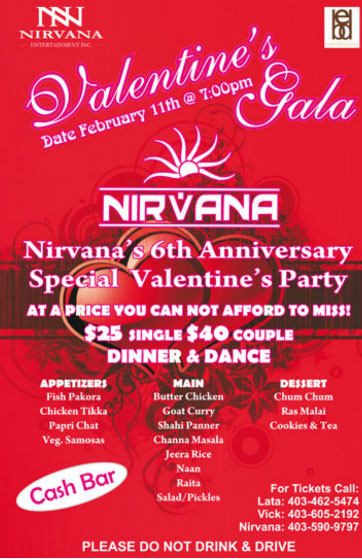 NIRVANA
ENTERTAINMENT INC.
Valentine's
Gala
Date February 11th @ 7:00pm
NIRVANA
Nirvana's 6th Anniversary
Special Valentine's Party
AT A PRICE YOU CAN NOT AFFORD TO MISS!
$25 SINGLE $40 COUPLE
DINNER & DANCE
APPETIZERS
Fish Pakora
Chicken Tikka
Papri Chat
Veg. Samosas
MAIN
Butter Chicken
Goat Curry
Shahi Panner
Channa Masala
Jeera Rice
Naan
Raita
Salad/Pickles
DESSERT
Chum Chum
Ras Malai
Cookies & Tea
Cash Bar
For Tickets Call:
Lata: 403-462-5474
Vick: 403-605-2192
Nirvana: 403-590-9797
PLEASE DO NOT DRINK & DRIVE